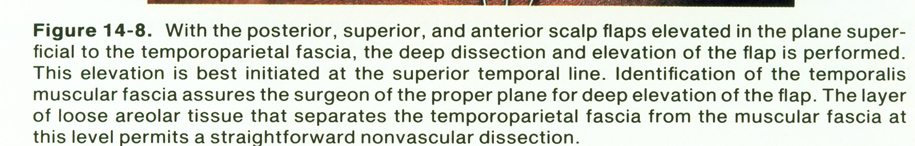 Figure 14-8. With the posterior, superior, and anterior scalp flaps elevated in the plane super-
ficial to the temporoparietal fascia, the deep dissection and elevation of the flap is performed.
This elevation is best initiated at the superior temporal line. Identification of the temporalis
muscular fascia assures the surgeon of the proper plane for deep elevation of the flap. The layer
of loose areolar tissue that separates the temporoparietal fascia from the muscular fascia at
this level permits a straightforward nonvascular dissection.